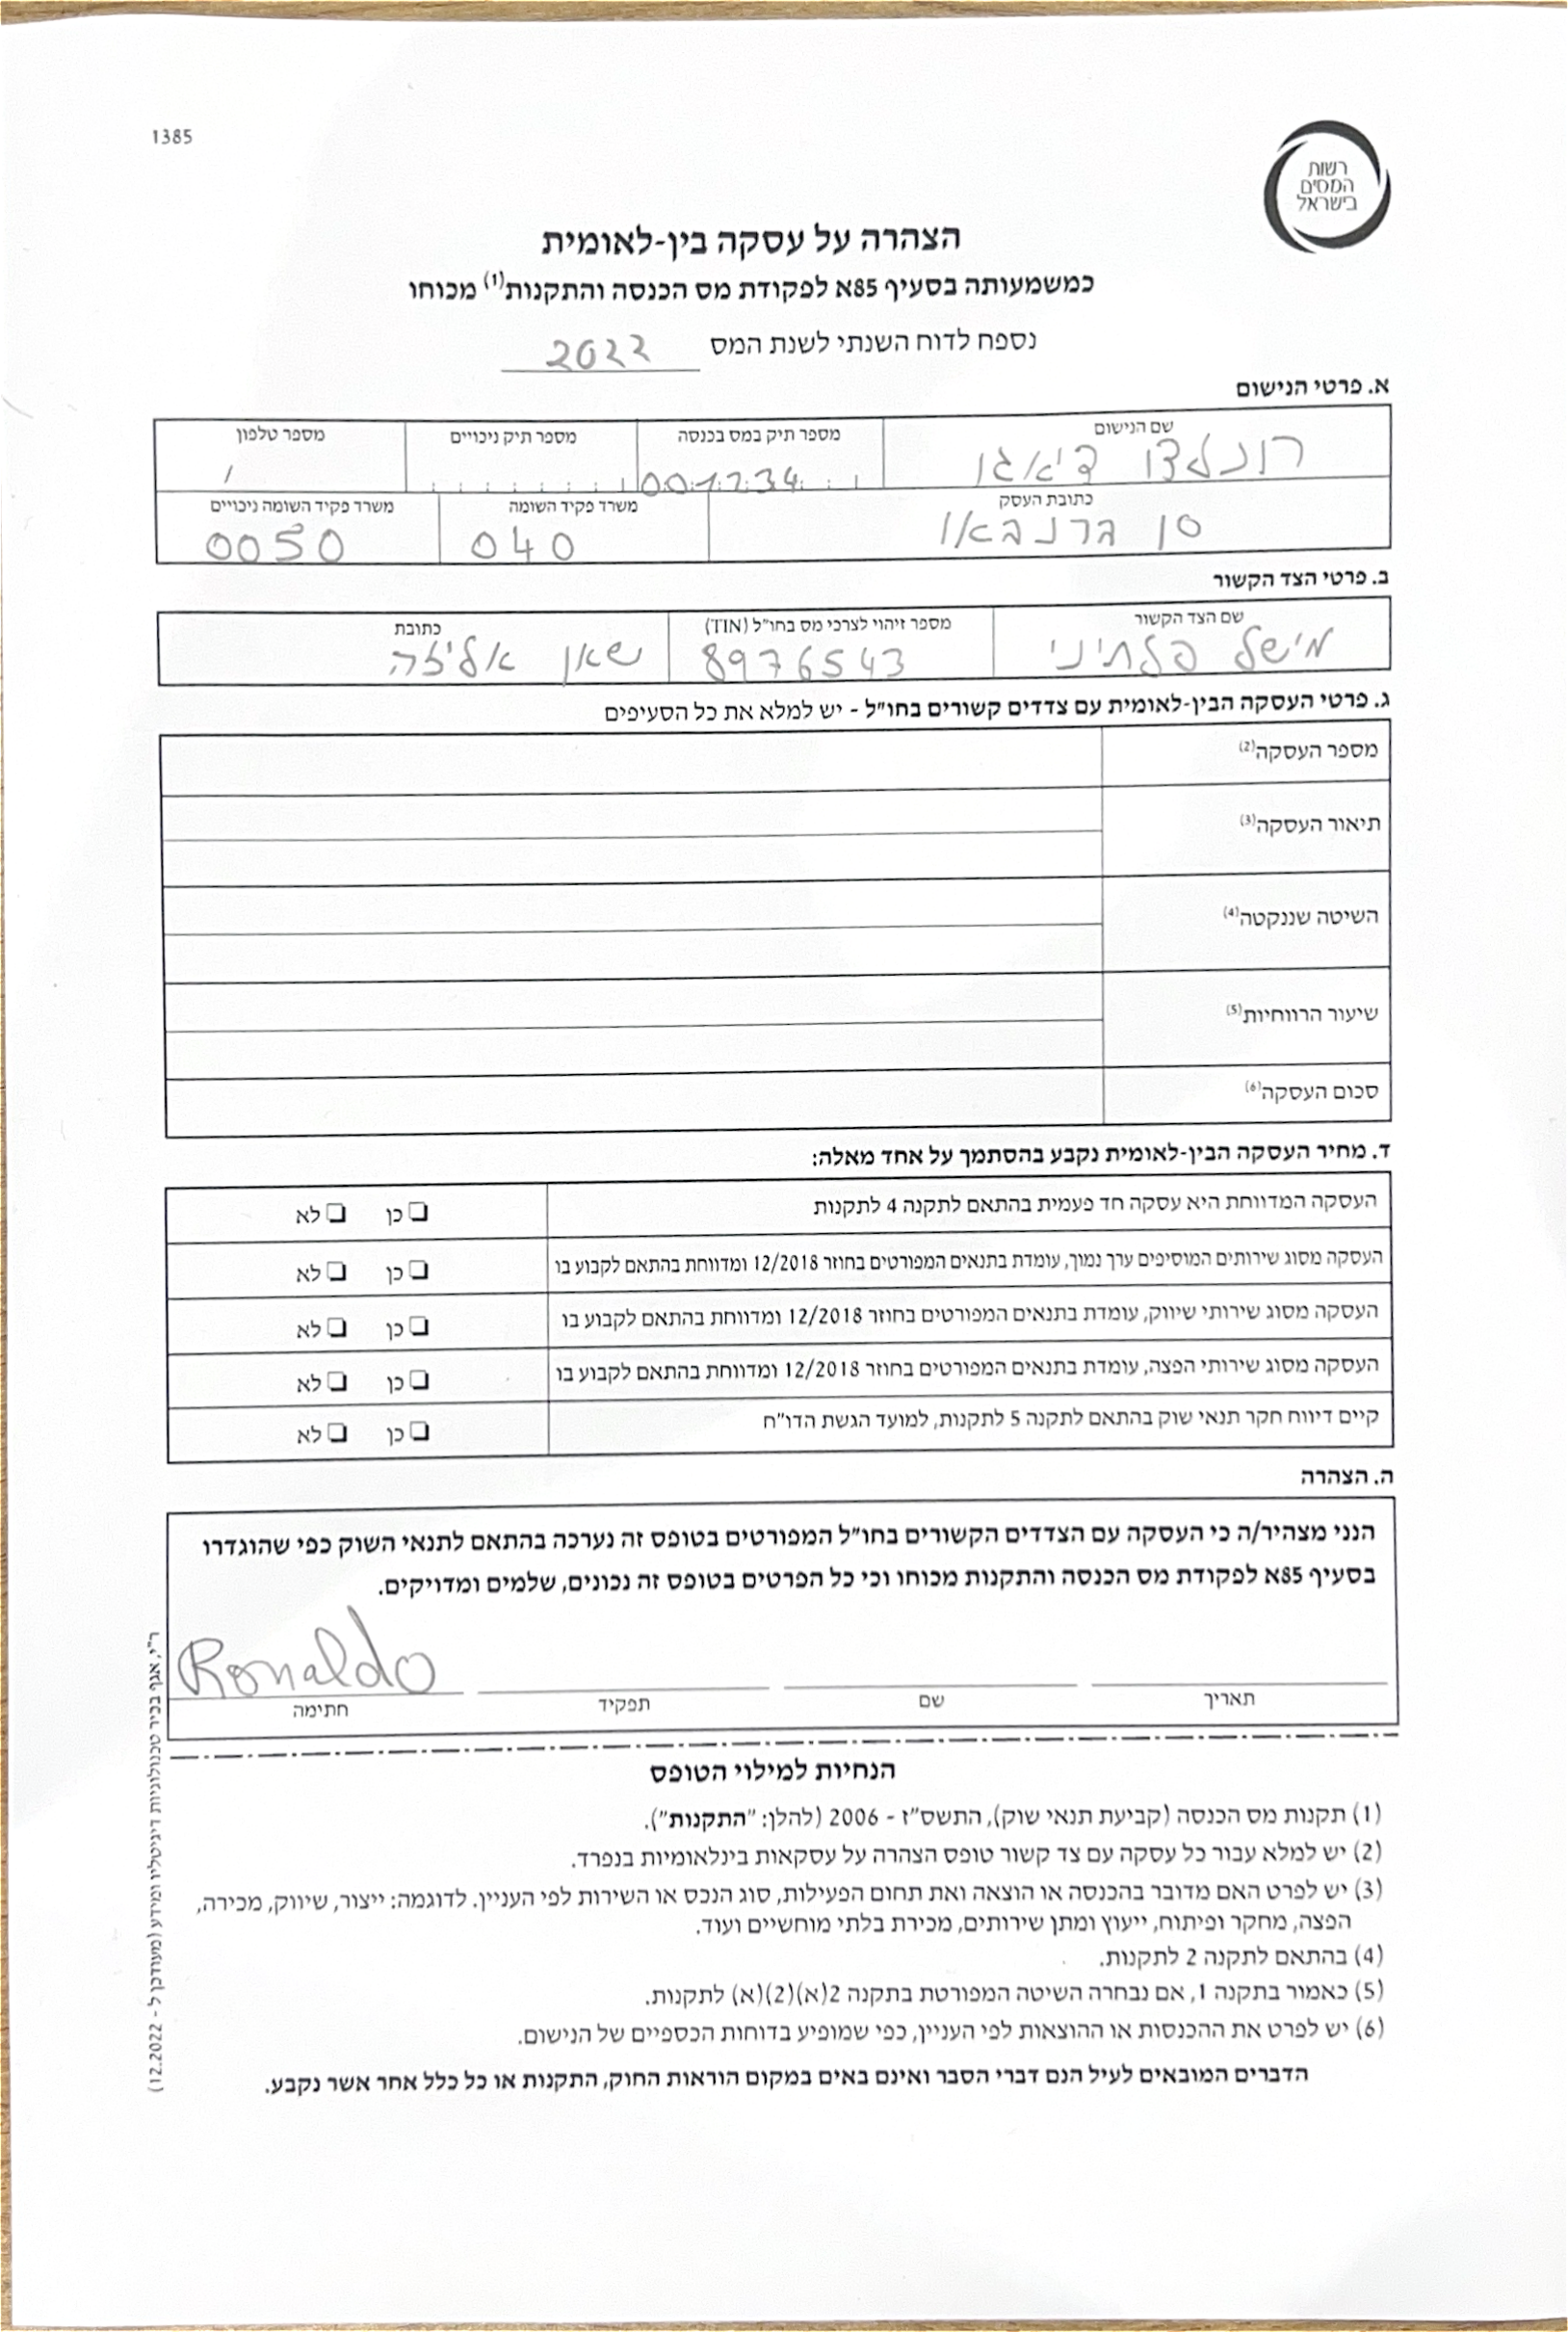 1385
רשות
המסים
בישראל
הצהרה על עסקה בין-לאומית
כמשמעותה בסעיף 85א לפקודת מס הכנסה והתקנות(1) מכוחו
נספח לדוח השנתי לשנת המס 2022
א. פרטי הנישום
שם הנישום מספר תיק במס בכנסה מספר תיק ניכויים מספר טלפון
רונלדו דיאגו 001234 /
כתובת העסק משרד פקיד השומה משרד פקיד השומה ניכויים
סן ברנבאו 040 0050
ב. פרטי הצד הקשור
שם הצד הקשור מספר זיהוי לצרכי מס בחו"ל (TIN) כתובת
מישל פלתיני 8976543 שאן אליזה
ג. פרטי העסקה הבין-לאומית עם צדדים קשורים בחו"ל - יש למלא את כל הסעיפים
מספר העסקה(2)
תיאור העסקה(3)
השיטה שננקטה(4)
שיעור הרווחיות(5)
סכום העסקה(6)
ד. מחיר העסקה הבין-לאומית נקבע בהסתמך על אחד מאלה:
העסקה המדווחת היא עסקה חד פעמית בהתאם לתקנה 4 לתקנות ❑ כן ❑ לא
העסקה מסוג שירותים המוסיפים ערך נמוך, עומדת בתנאים המפורטים בחוזר 12/2018 ומדווחת בהתאם לקבוע בו ❑ כן ❑ לא
העסקה מסוג שירותי שיווק, עומדת בתנאים המפורטים בחוזר 12/2018 ומדווחת בהתאם לקבוע בו ❑ כן ❑ לא
העסקה מסוג שירותי הפצה, עומדת בתנאים המפורטים בחוזר 12/2018 ומדווחת בהתאם לקבוע בו ❑ כן ❑ לא
קיים דיווח חקר תנאי שוק בהתאם לתקנה 5 לתקנות, למועד הגשת הדו"ח ❑ כן ❑ לא
ה. הצהרה
הנני מצהיר/ה כי העסקה עם הצדדים הקשורים בחו"ל המפורטים בטופס זה נערכה בהתאם לתנאי השוק כפי שהוגדרו
בסעיף 85א לפקודת מס הכנסה והתקנות מכוחו וכי כל הפרטים בטופס זה נכונים, שלמים ומדויקים.
Ronaldo
תאריך שם תפקיד חתימה
הנחיות למילוי הטופס
(1) תקנות מס הכנסה (קביעת תנאי שוק), התשס"ז - 2006 (להלן: "התקנות").
(2) יש למלא עבור כל עסקה עם צד קשור טופס הצהרה על עסקאות בינלאומיות בנפרד.
(3) יש לפרט האם מדובר בהכנסה או הוצאה ואת תחום הפעילות, סוג הנכס או השירות לפי העניין. לדוגמה: ייצור, שיווק, מכירה,
הפצה, מחקר ופיתוח, ייעוץ ומתן שירותים, מכירת בלתי מוחשיים ועוד.
(4) בהתאם לתקנה 2 לתקנות.
(5) כאמור בתקנה 1, אם נבחרה השיטה המפורטת בתקנה 2(א)(2)(א) לתקנות.
(6) יש לפרט את ההכנסות או ההוצאות לפי העניין, כפי שמופיע בדוחות הכספיים של הנישום.
הדברים המובאים לעיל הנם דברי הסבר ואינם באים במקום הוראות החוק, התקנות או כל כלל אחר אשר נקבע.
ר"י, אגף בכיר טכנולוגיות דיגיטליו ומידע (מעודכן ל - 12.2022)